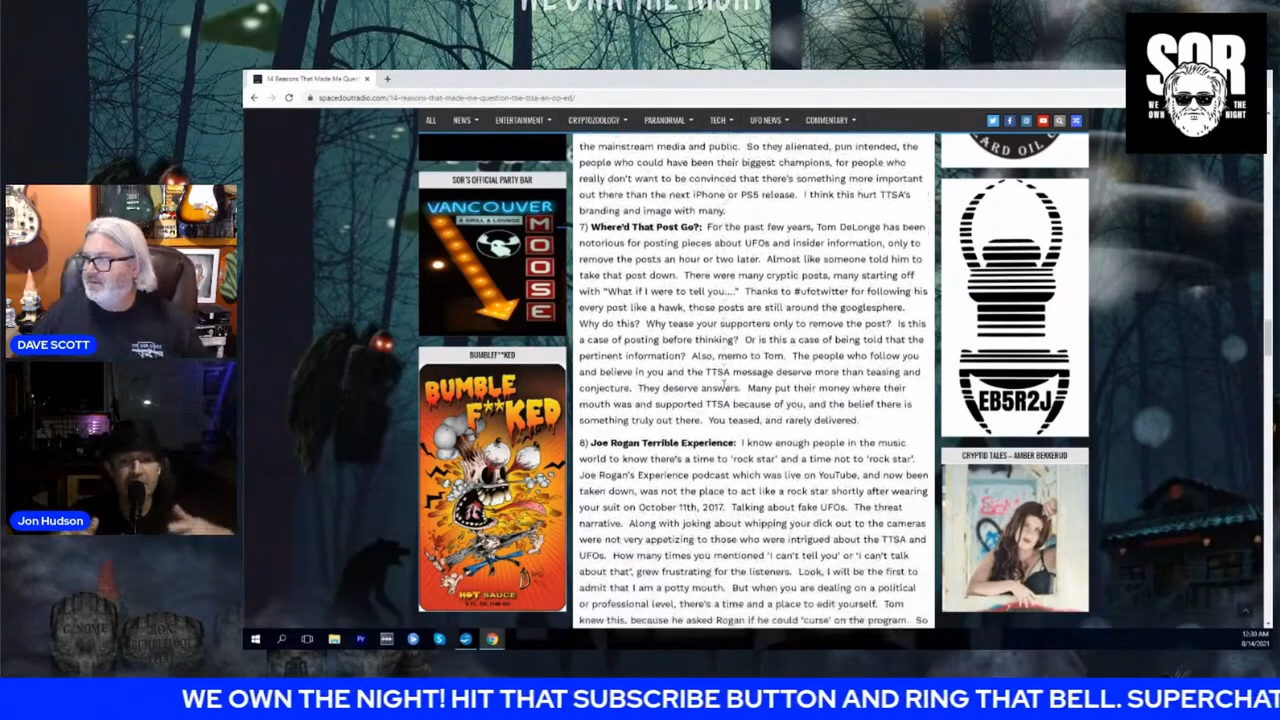 WE OWN THE NIGHT
SOR
WE OWN
THE NIGHT
14 Reasons That Made Me Ques
spacedoutradio.com/14-reasons-that-made-me-question-the-ttsa-an-op-ed/
ALL NEWS ENTERTAINMENT CRYPTOZOOLOGY PARANORMAL TECH UFO NEWS COMMENTARY
SOR'S OFFICIAL PARTY BAR
VANCOUVER
& GRILL & LOUNGE
MOOSE
BUMBLEF**KED
BUMBLE
F**KED
HOT SAUCE
the mainstream media and public. So they alienated, pun intended, the
people who could have been their biggest champions, for people who
really don't want to be convinced that there's something more important
out there than the next iPhone or PS5 release. I think this hurt TTSA's
branding and image with many.
7) Where'd That Post Go?: For the past few years, Tom DeLonge has been
notorious for posting pieces about UFOs and insider information, only to
remove the posts an hour or two later. Almost like someone told him to
take that post down. There were many cryptic posts, many starting off
with "What if I were to tell you...." Thanks to #ufotwitter for following his
every post like a hawk, those posts are still around the googlesphere.
Why do this? Why tease your supporters only to remove the post? Is this
a case of posting before thinking? Or is this a case of being told that the
pertinent information? Also, memo to Tom. The people who follow you
and believe in you and the TTSA message deserve more than teasing and
conjecture. They deserve answers. Many put their money where their
mouth was and supported TTSA because of you, and the belief there is
something truly out there. You teased, and rarely delivered.
8) Joe Rogan Terrible Experience: I know enough people in the music
world to know there's a time to 'rock star' and a time not to 'rock star'.
Joe Rogan's Experience podcast which was live on YouTube, and now been
taken down, was not the place to act like a rock star shortly after wearing
your suit on October 11th, 2017. Talking about fake UFOs. The threat
narrative. Along with joking about whipping your dick out to the cameras
were not very appetizing to those who were intrigued about the TTSA and
UFOs. How many times you mentioned 'I can't tell you' or 'i can't talk
about that', grew frustrating for the listeners. Look, I will be the first to
admit that I am a potty mouth. But when you are dealing on a political
or professional level, there's a time and a place to edit yourself. Tom
knew this, because he asked Rogan if he could 'curse' on the program. So
ARD OIL C
EB5R2J
CRYPTID TALES – AMBER BEKKERUD
DAVE SCOTT
Jon Hudson
G. NOME
12:30 AM
8/14/2021
WE OWN THE NIGHT! HIT THAT SUBSCRIBE BUTTON AND RING THAT BELL. SUPERCHAT